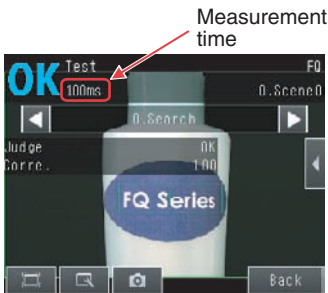 Measurement
time
OK Test FQ
100ms 0.Scene0
0.Search
Judge OK
Corre. 100
FQ Series
Back